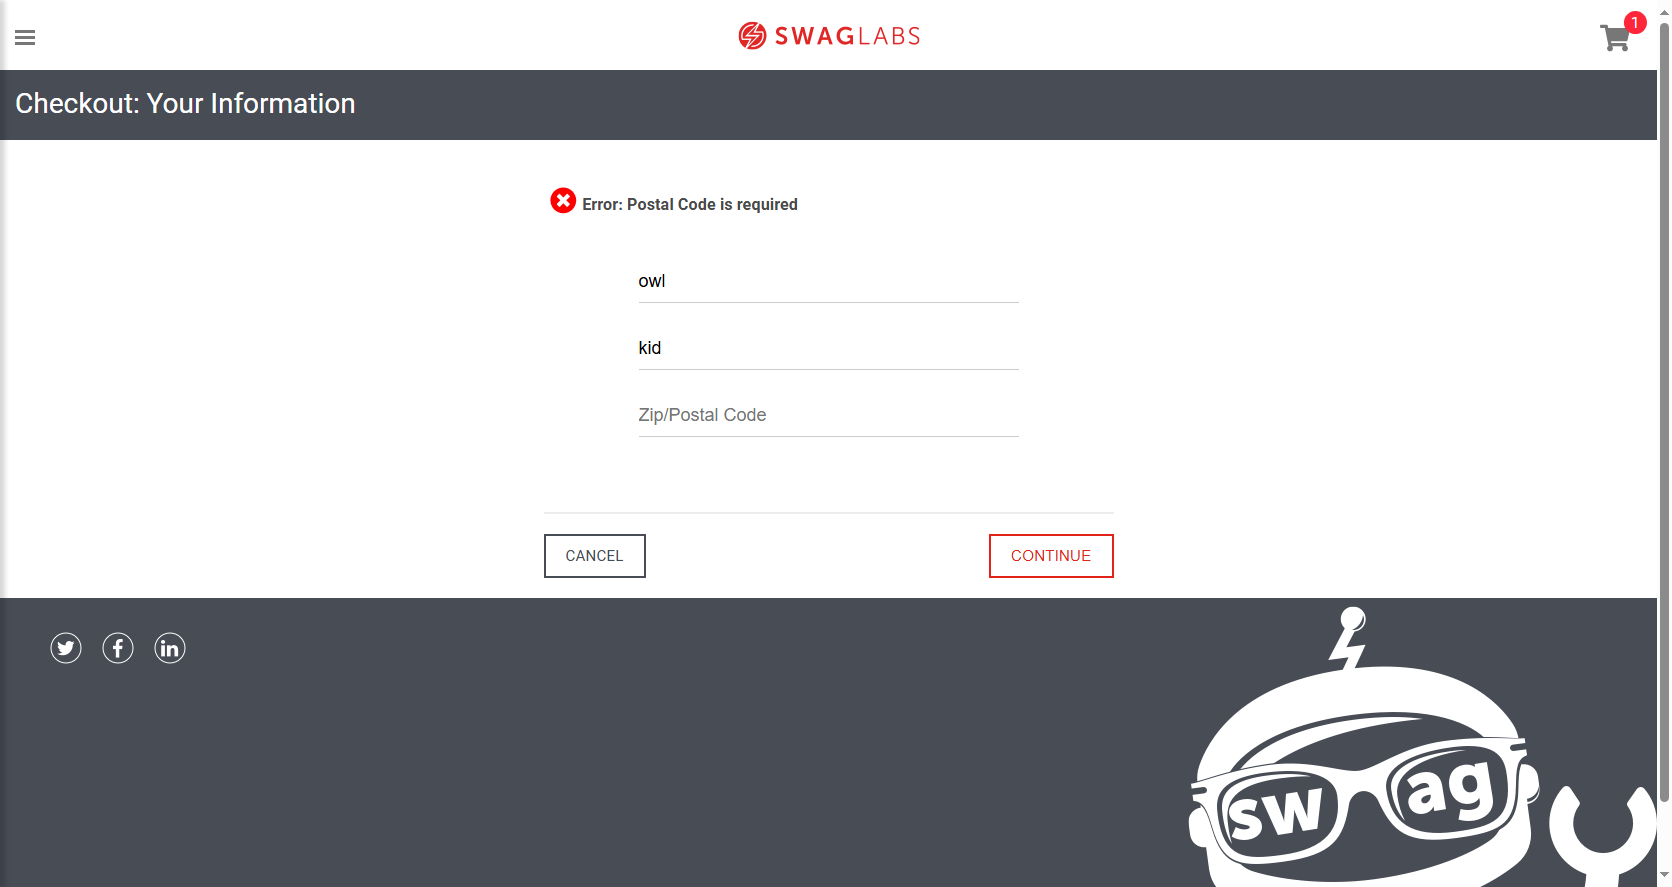 SWAGLABS
1
Checkout: Your Information
Error: Postal Code is required
owl
kid
Zip/Postal Code
CANCEL
CONTINUE
in
sw ag